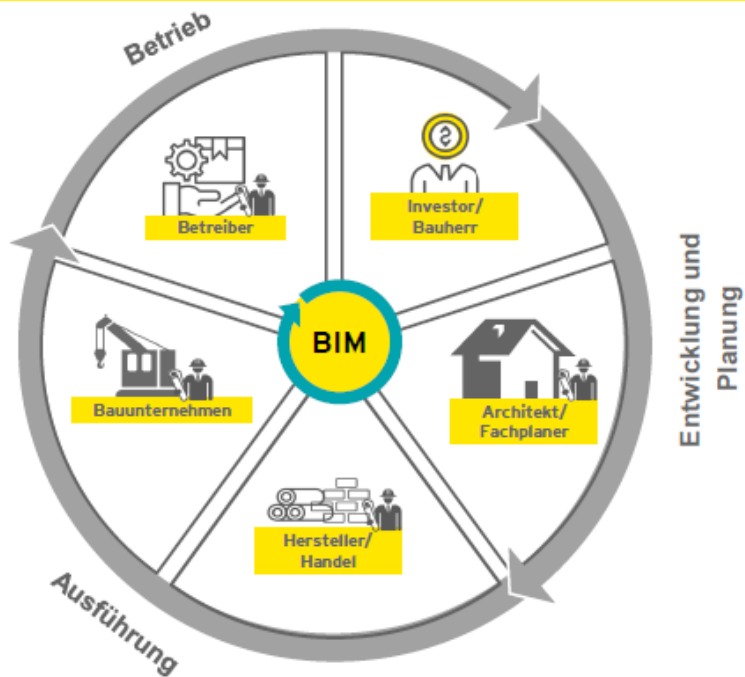 Betrieb
Investor/
Bauherr
Betreiber
Entwicklung und
Planung
BIM
Architekt/
Fachplaner
Bauunternehmen
Hersteller/
Handel
Ausführung